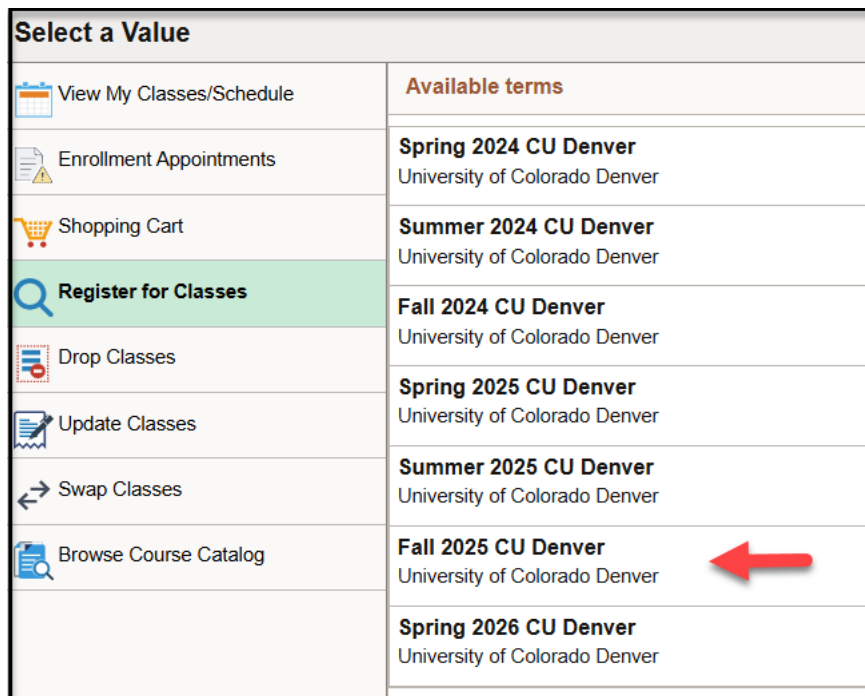 Select a Value
View My Classes/Schedule
Enrollment Appointments
Shopping Cart
Register for Classes
Drop Classes
Update Classes
Swap Classes
Browse Course Catalog
Available terms
Spring 2024 CU Denver
University of Colorado Denver
Summer 2024 CU Denver
University of Colorado Denver
Fall 2024 CU Denver
University of Colorado Denver
Spring 2025 CU Denver
University of Colorado Denver
Summer 2025 CU Denver
University of Colorado Denver
Fall 2025 CU Denver
University of Colorado Denver
Spring 2026 CU Denver
University of Colorado Denver